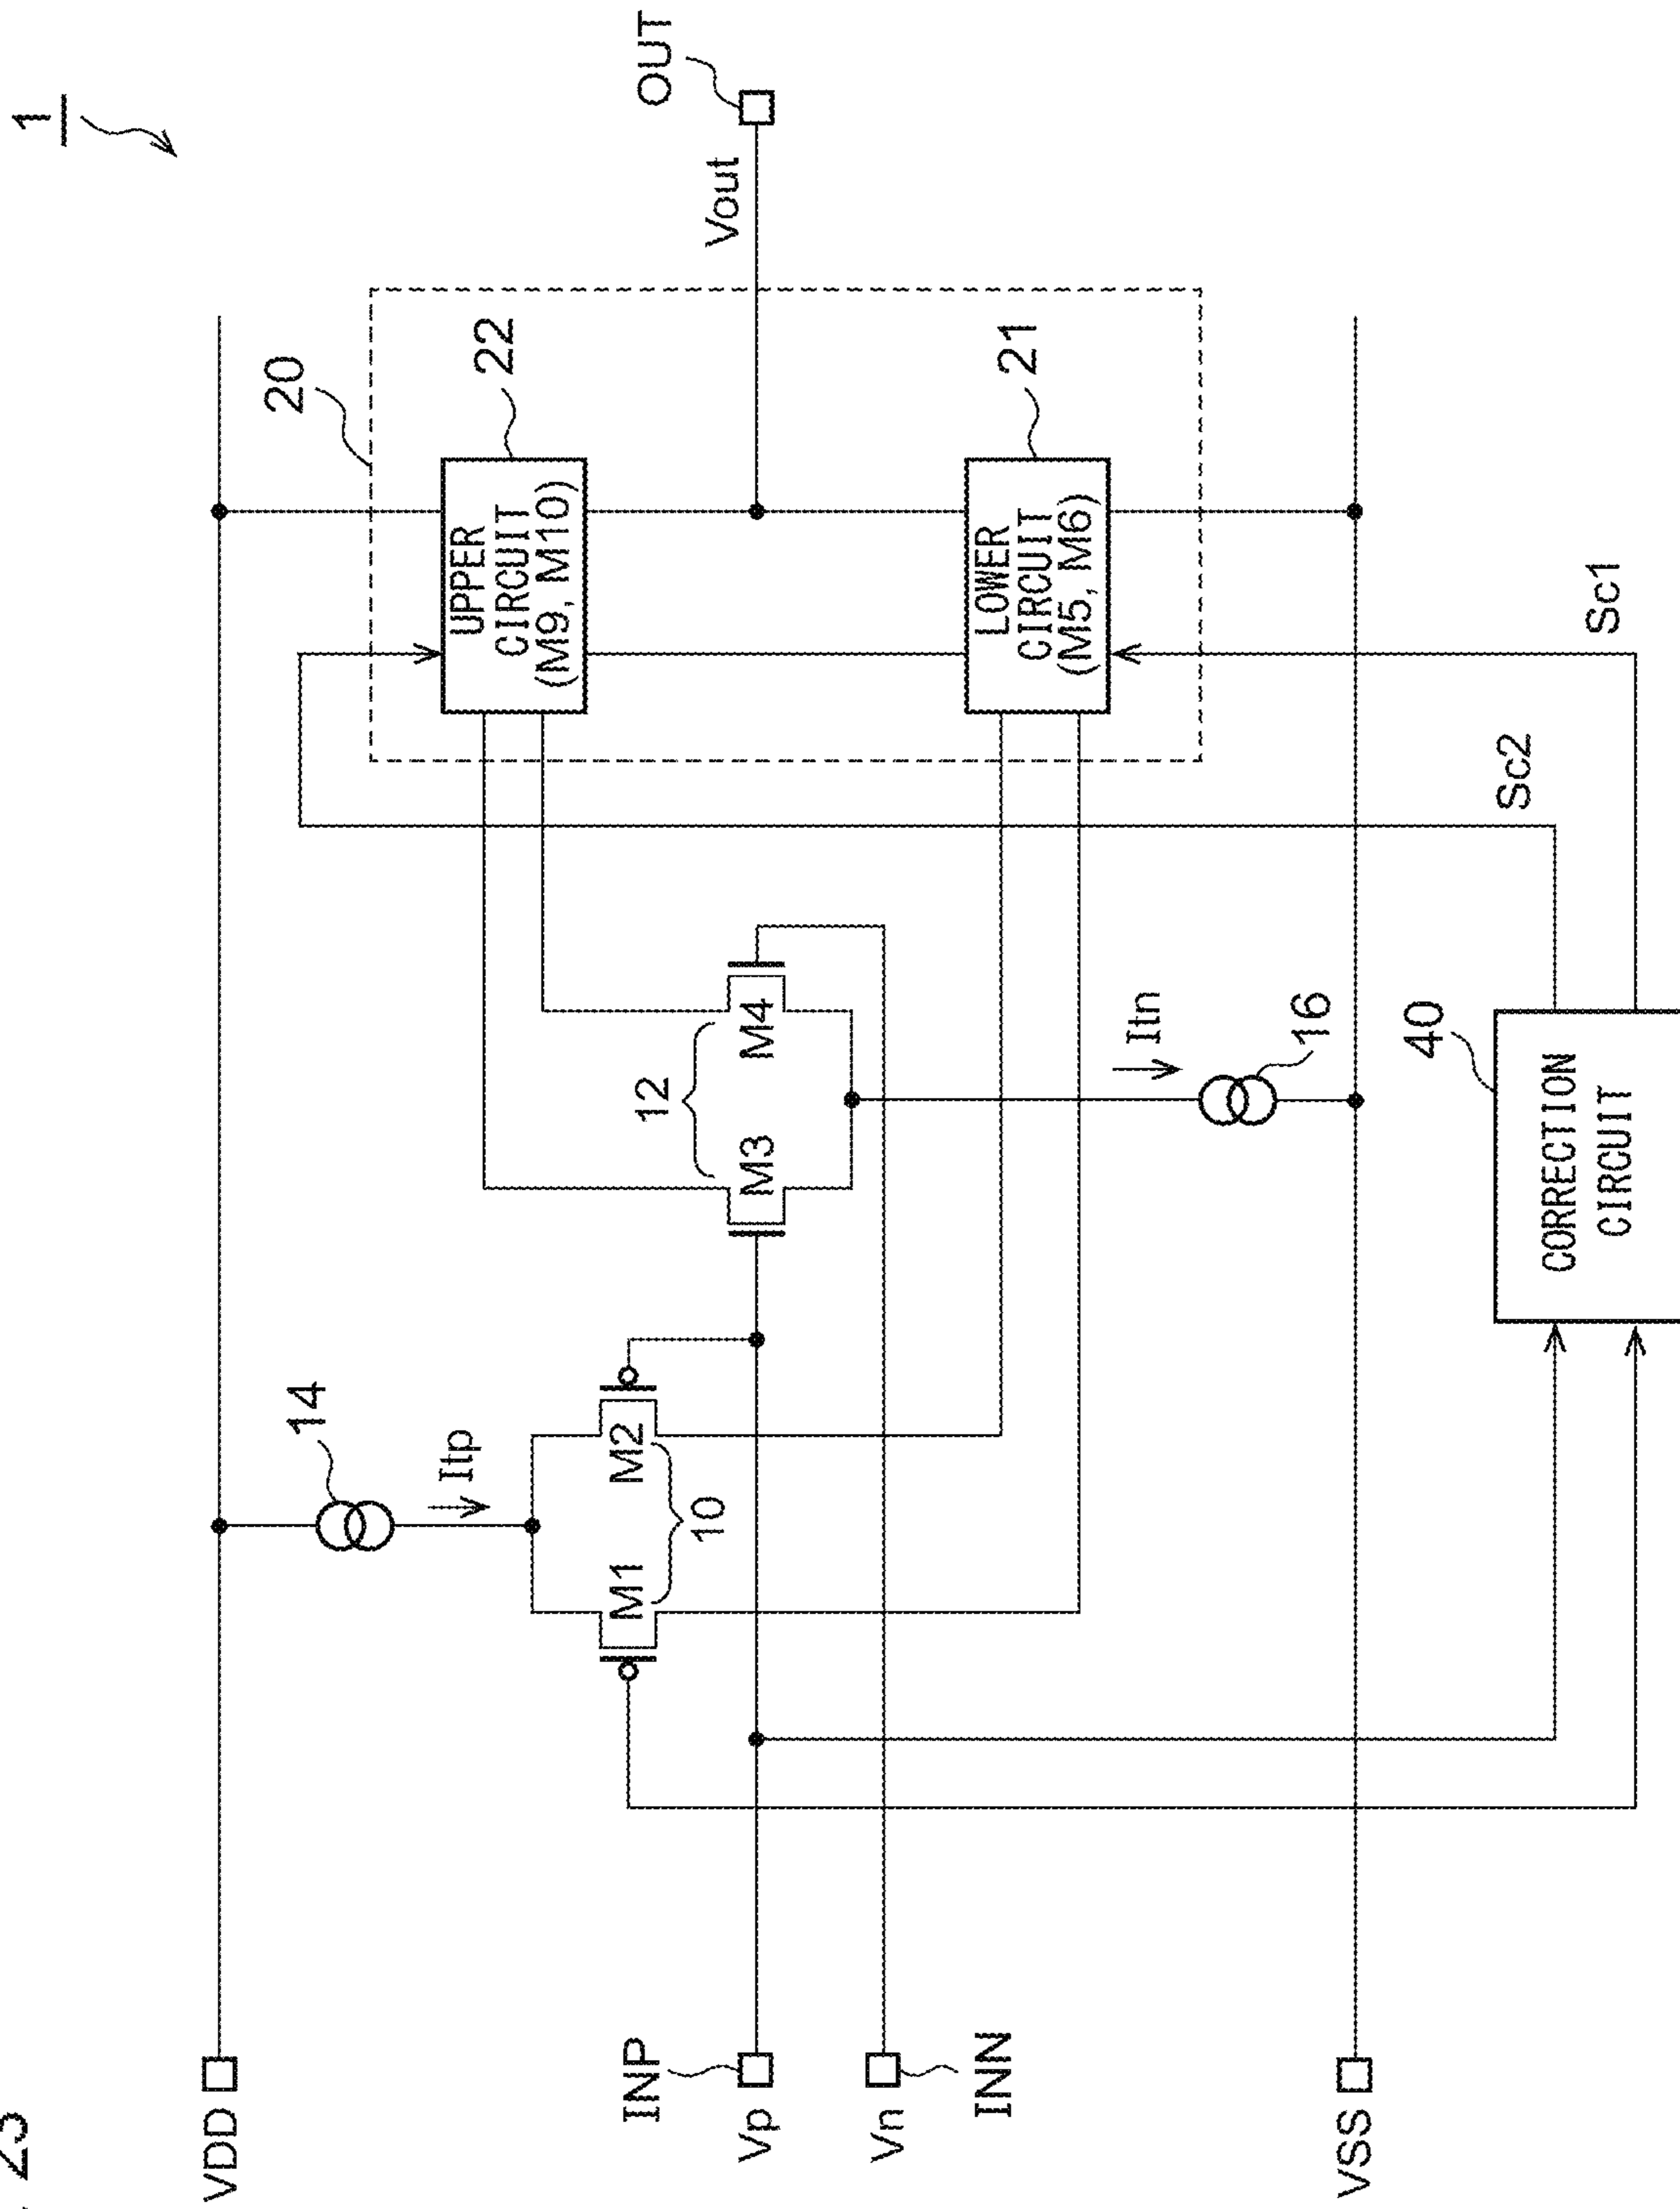 23
1
VDD
14
Itp
20
UPPER
CIRCUIT
(M9, M10)
22
M1
M2
10
INP
Vp
M3
M4
12
Vout
OUT
Vn
INN
LOWER
CIRCUIT
(M5, M6)
21
Itn
16
VSS
Sc2
Sc1
40
CORRECTION
CIRCUIT